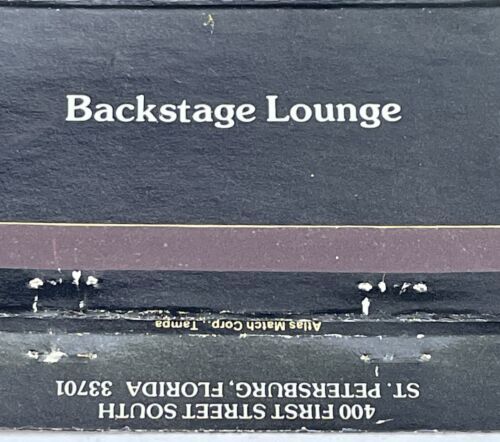 Backstage Lounge
Atlas Match Corp., Tampa
400 FIRST STREET SOUTH
ST. PETERSBURG, FLORIDA 33701